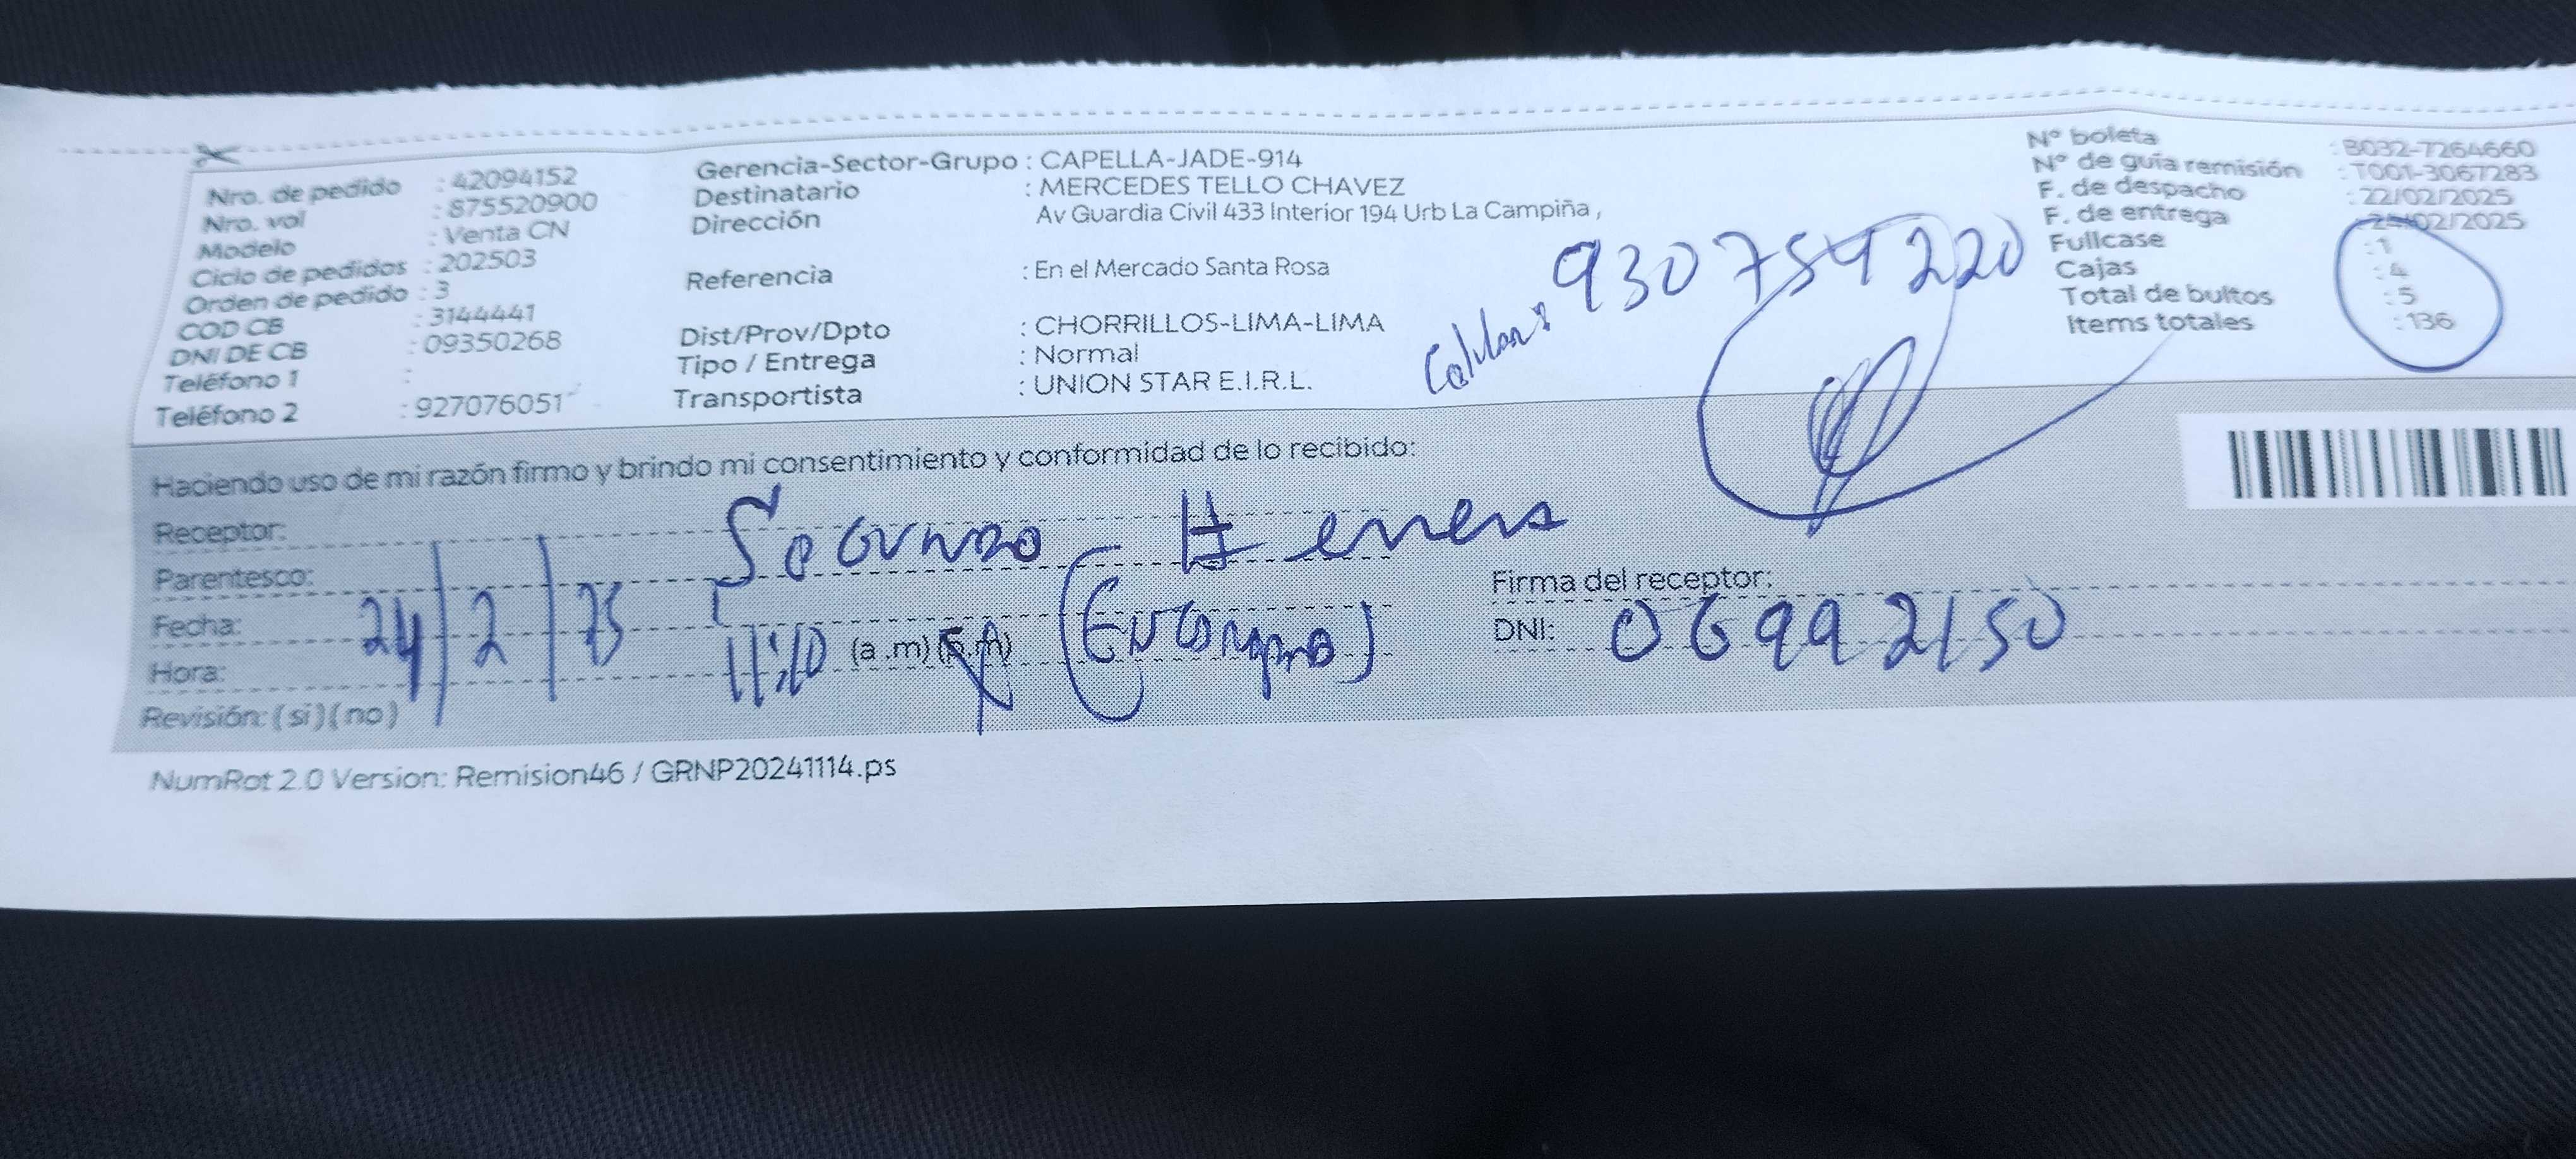 Nro. de pedido : 42094152
Nro. vol : 875520900
Modelo : Venta CN
Ciclo de pedidos : 202503
Orden de pedido : 3
COD CB : 3144441
DNI DE CB : 09350268
Teléfono 1 :
Teléfono 2 : 927076051
Gerencia-Sector-Grupo : CAPELLA-JADE-914
Destinatario : MERCEDES TELLO CHAVEZ
Dirección Av Guardia Civil 433 Interior 194 Urb La Campiña ,
Referencia : En el Mercado Santa Rosa
Dist/Prov/Dpto : CHORRILLOS-LIMA-LIMA
Tipo / Entrega : Normal
Transportista : UNION STAR E.I.R.L.
Nº boleta : B032-7264660
Nº de guía remisión : T001-3067283
F. de despacho : 22/02/2025
F. de entrega : 24/02/2025
Fullcase : 1
Cajas : 4
Total de bultos : 5
Items totales : 136
Haciendo uso de mi razón firmo y brindo mi consentimiento y conformidad de lo recibido:
Receptor:
Parentesco:
Fecha: 24/2/25
Hora: 11:10 (a .m) (p.m)
Revisión: ( si ) ( no )
Firma del receptor:
DNI: 06992150
NumRot 2.0 Version: Remision46 / GRNP20241114.ps